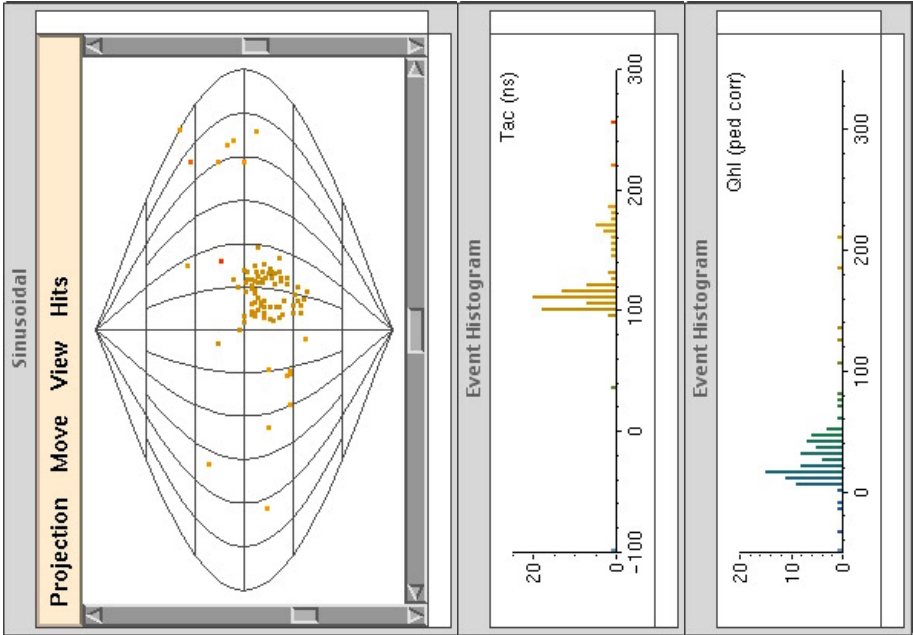 Sinusoidal
Projection Move View Hits
Event Histogram
Tac (ns)
20
0
-100 0 100 200 300
Event Histogram
Qhl (ped corr)
20
10
0
0 100 200 300